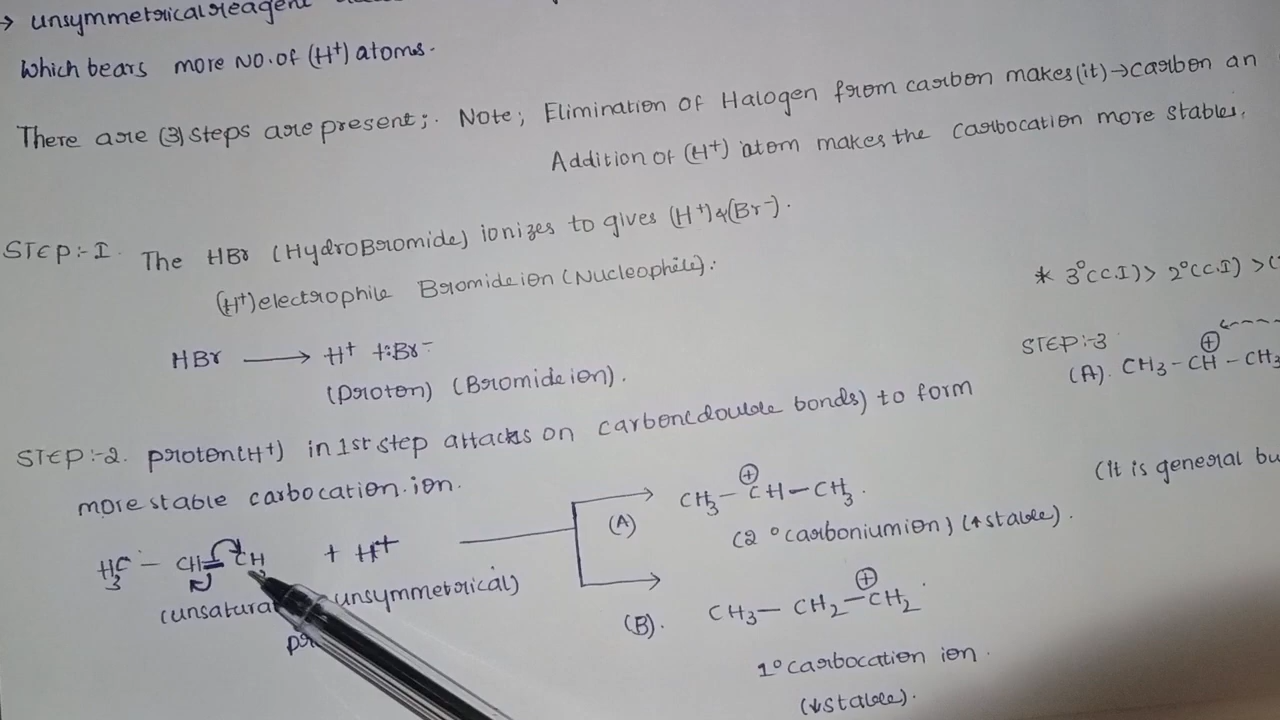 → unsymmetrical reagent
Which bears more No. of (H⁺) atoms.
There are (3) steps are present;. Note; Elimination of Halogen from carbon makes(it)→carbon an
Addition of (H⁺) atom makes the carbocation more stables.
STEP:-I. The HBr (HydroBromide) ionizes to gives (H⁺)&(Br⁻).
(H⁺)electrophile Bromide ion (Nucleophile).
HBr ⟶ H⁺ +:Br⁻
(proton) (Bromide ion).
STEP:-2. proten(H⁺) in 1st step attacks on carbon(double bonds) to form
more stable carbocation.ion.
H₃C - CH=CH + H⁺
(unsatura unsymmetrical)
(A) CH₃-⊕CH-CH₃.
(2° carboniumion) (↑stable).
(B). CH₃- CH₂-⊕CH₂
1° carbocation ion.
(↓stable).
* 3°(C.I)> 2°(C.I) >(
STEP:-3
(A). CH₃-⊕CH-CH₃
(It is general bu